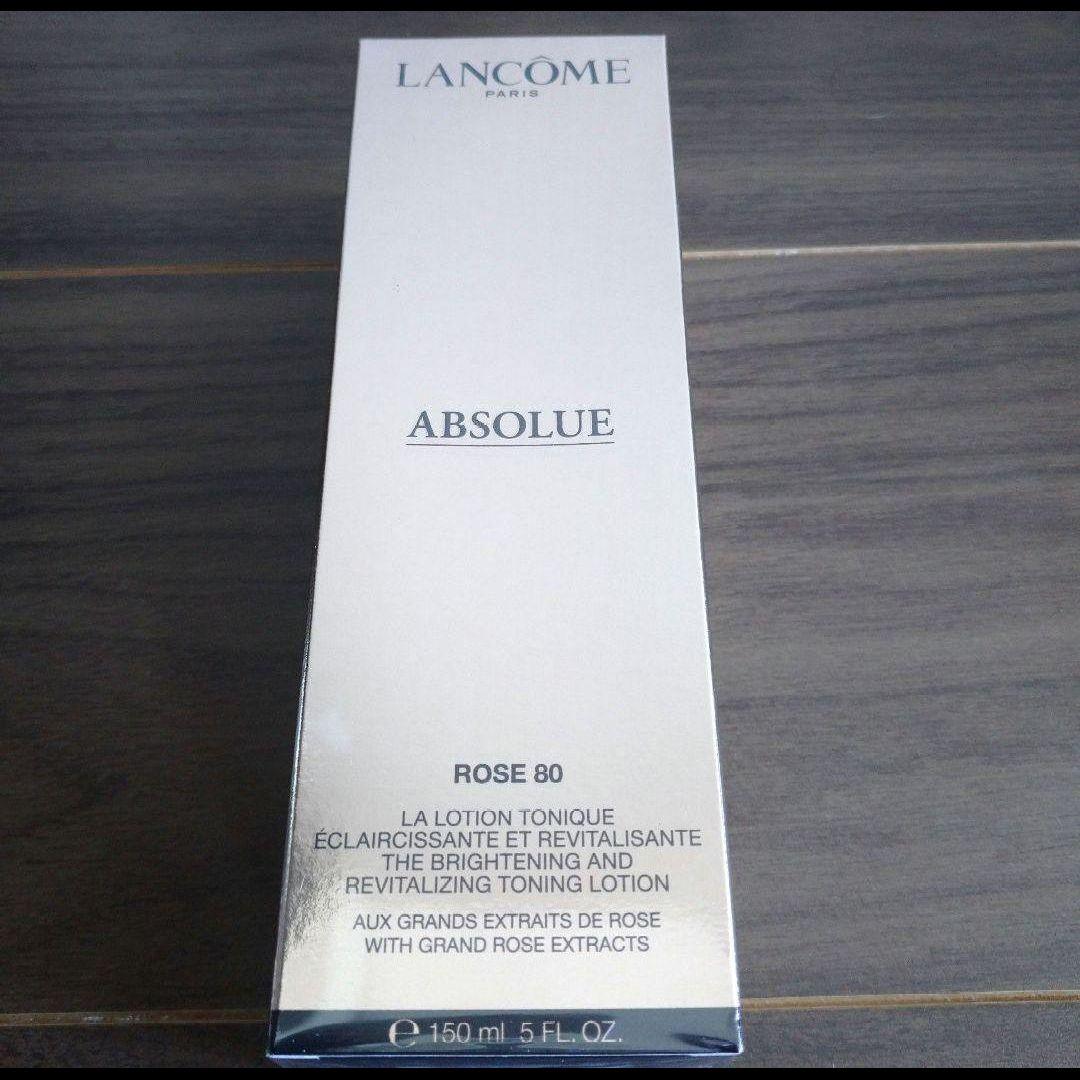 LANCÔME
PARIS
ABSOLUE
ROSE 80
LA LOTION TONIQUE
ÉCLAIRCISSANTE ET REVITALISANTE
THE BRIGHTENING AND
REVITALIZING TONING LOTION
AUX GRANDS EXTRAITS DE ROSE
WITH GRAND ROSE EXTRACTS
℮ 150 ml 5 FL. OZ.